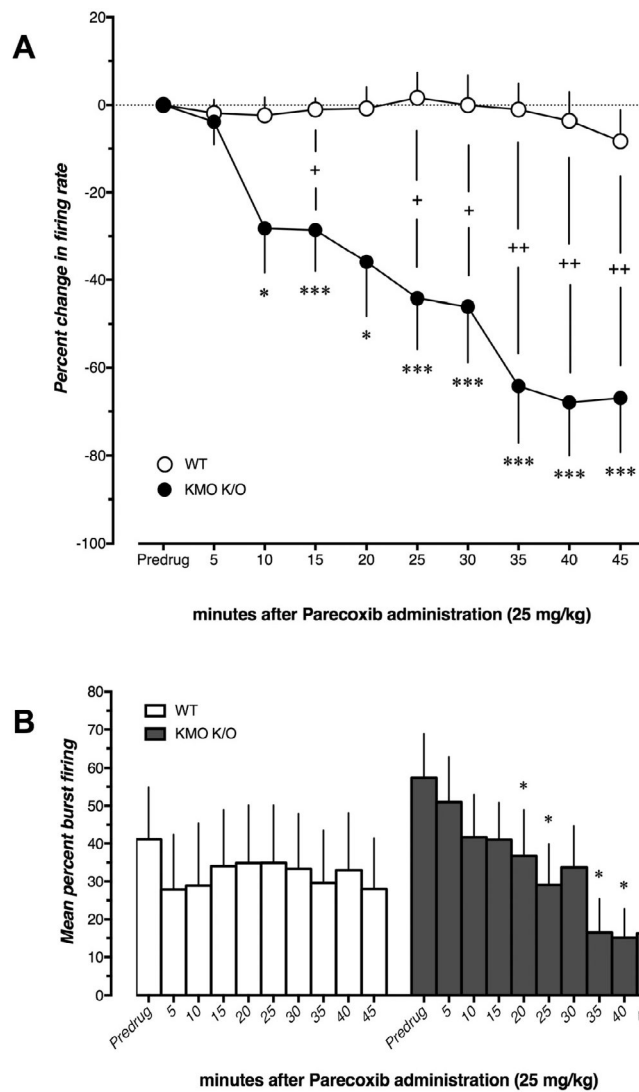 A
20
0
-20
-40
-60
-80
-100
Percent change in firing rate
+ + + ++ ++ ++
* *** * *** *** *** *** ***
WT
KMO K/O
Predrug 5 10 15 20 25 30 35 40 45
minutes after Parecoxib administration (25 mg/kg)
B
80
70
60
50
40
30
20
10
0
Mean percent burst firing
WT
KMO K/O
* * * *
Predrug 5 10 15 20 25 30 35 40 45 Predrug 5 10 15 20 25 30 35 40
minutes after Parecoxib administration (25 mg/kg)